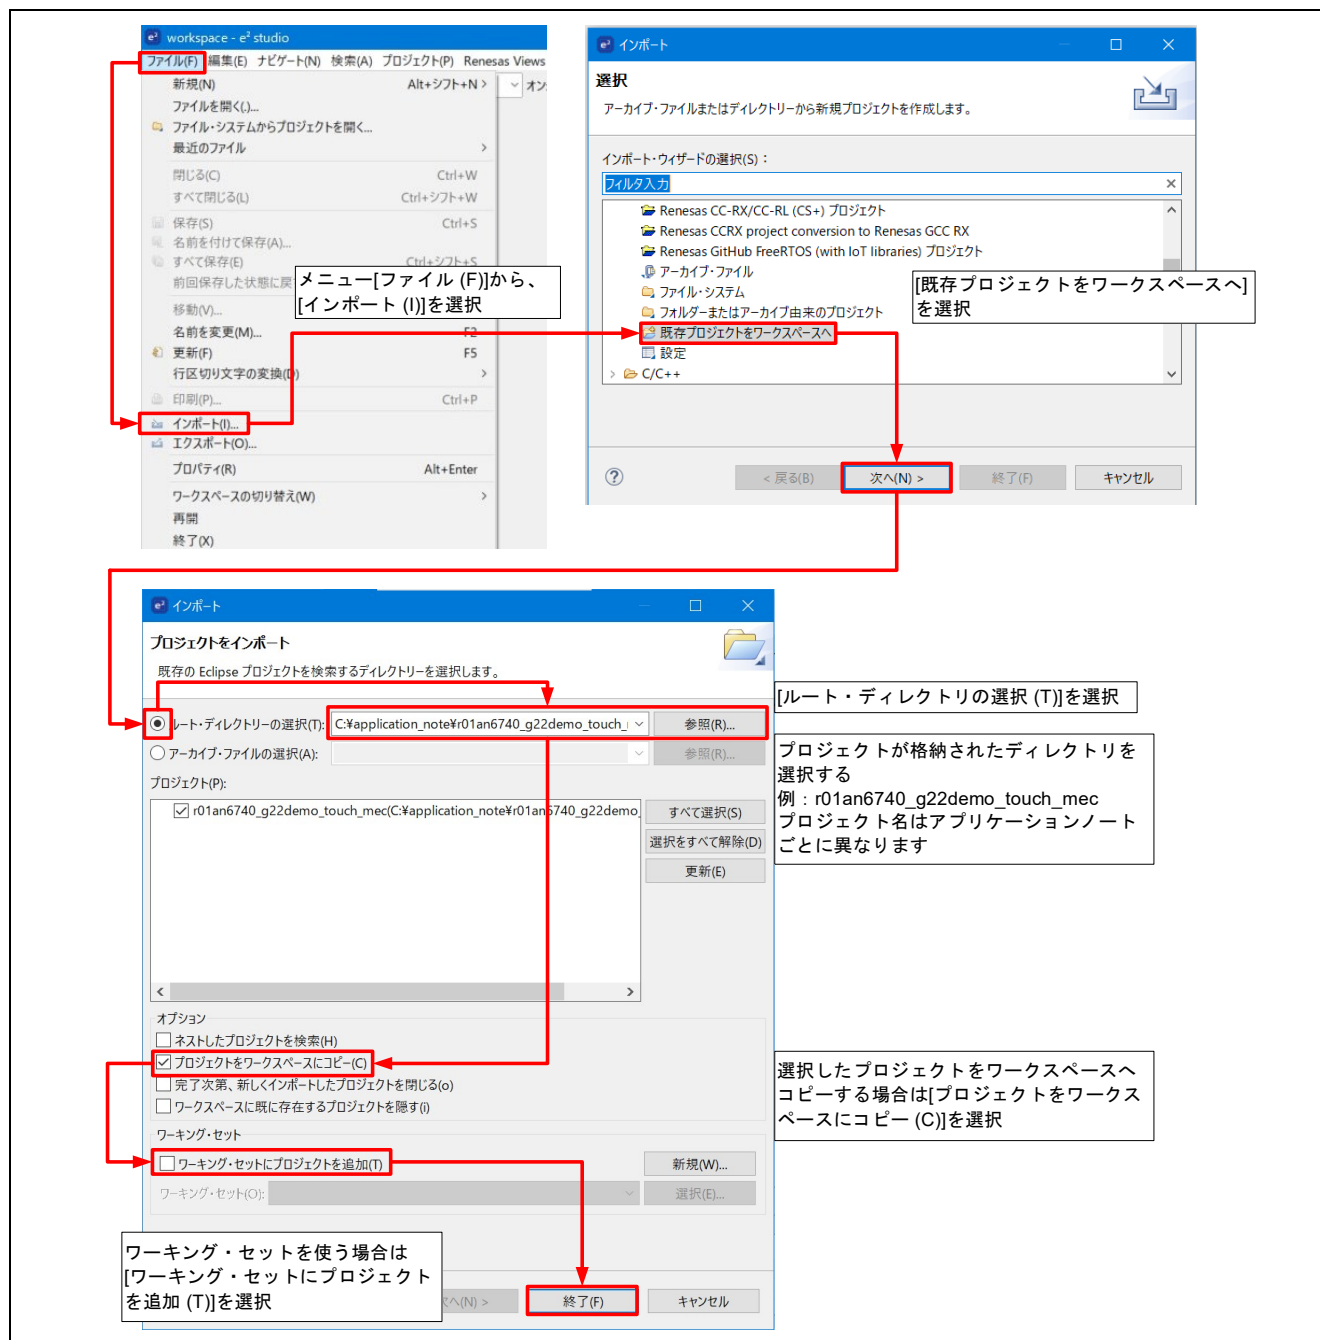 workspace - e² studio
ファイル(F) 編集(E) ナビゲート(N) 検索(A) プロジェクト(P) Renesas Views
新規(N) Alt+シフト+N >
オン
ファイルを開く(.)...
ファイル・システムからプロジェクトを開く...
最近のファイル >
閉じる(C) Ctrl+W
すべて閉じる(L) Ctrl+シフト+W
保存(S) Ctrl+S
名前を付けて保存(A)...
すべて保存(E) Ctrl+シフト+S
前回保存した状態に戻
移動(V)...
名前を変更(M)... F2
更新(F) F5
行区切り文字の変換(D) >
印刷(P)... Ctrl+P
インポート(I)...
エクスポート(O)...
プロパティ(R) Alt+Enter
ワークスペースの切り替え(W) >
再開
終了(X)
メニュー[ファイル (F)]から、
[インポート (I)]を選択
インポート
選択
アーカイブ・ファイルまたはディレクトリーから新規プロジェクトを作成します。
インポート・ウィザードの選択(S)：
フィルタ入力
Renesas CC-RX/CC-RL (CS+) プロジェクト
Renesas CCRX project conversion to Renesas GCC RX
Renesas GitHub FreeRTOS (with IoT libraries) プロジェクト
アーカイブ・ファイル
ファイル・システム
フォルダーまたはアーカイブ由来のプロジェクト
既存プロジェクトをワークスペースへ
設定
> C/C++
[既存プロジェクトをワークスペースへ]
を選択
< 戻る(B) 次へ(N) > 終了(F) キャンセル
インポート
プロジェクトをインポート
既存の Eclipse プロジェクトを検索するディレクトリーを選択します。
ルート・ディレクトリーの選択(T): C:¥application_note¥r01an6740_g22demo_touch_ 参照(R)...
アーカイブ・ファイルの選択(A): 参照(R)...
プロジェクト(P):
r01an6740_g22demo_touch_mec(C:¥application_note¥r01an6740_g22demo_
すべて選択(S)
選択をすべて解除(D)
更新(E)
[ルート・ディレクトリの選択 (T)]を選択
プロジェクトが格納されたディレクトリを
選択する
例：r01an6740_g22demo_touch_mec
プロジェクト名はアプリケーションノート
ごとに異なります
オプション
ネストしたプロジェクトを検索(H)
プロジェクトをワークスペースにコピー(C)
完了次第、新しくインポートしたプロジェクトを閉じる(o)
ワークスペースに既に存在するプロジェクトを隠す(i)
選択したプロジェクトをワークスペースへ
コピーする場合は[プロジェクトをワークス
ペースにコピー (C)]を選択
ワーキング・セット
ワーキング・セットにプロジェクトを追加(T) 新規(W)...
ワーキング・セット(O): 選択(E)...
ワーキング・セットを使う場合は
[ワーキング・セットにプロジェクト
を追加 (T)]を選択
へ(N) > 終了(F) キャンセル